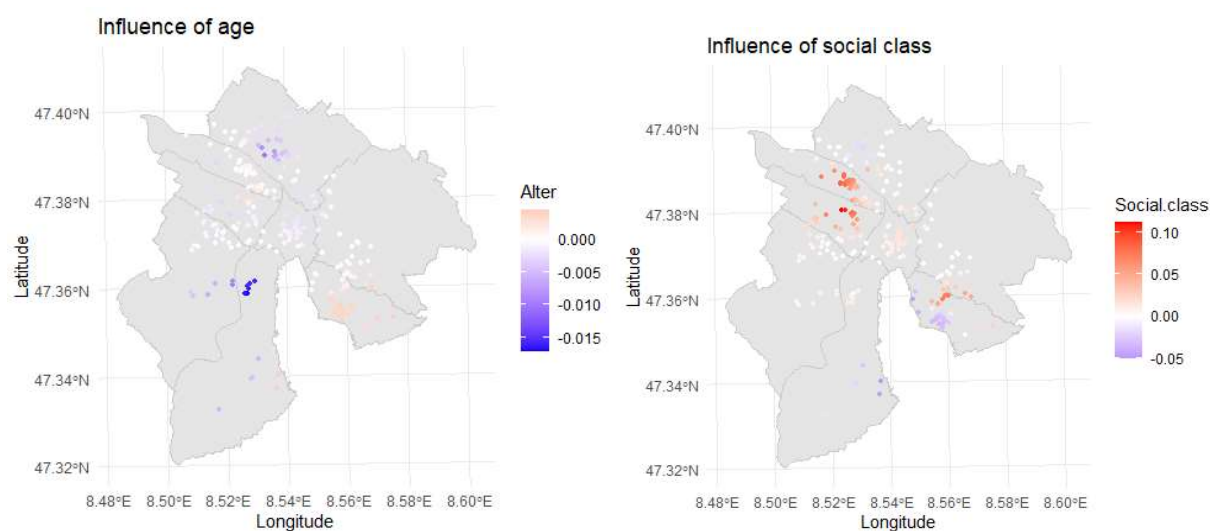 Influence of age
47.40°N
47.38°N
47.36°N
47.34°N
47.32°N
Latitude
8.48°E 8.50°E 8.52°E 8.54°E 8.56°E 8.58°E 8.60°E
Longitude
Alter
0.000
-0.005
-0.010
-0.015
Influence of social class
47.40°N
47.38°N
47.36°N
47.34°N
47.32°N
Latitude
8.48°E 8.50°E 8.52°E 8.54°E 8.56°E 8.58°E 8.60°E
Longitude
Social.class
0.10
0.05
0.00
-0.05